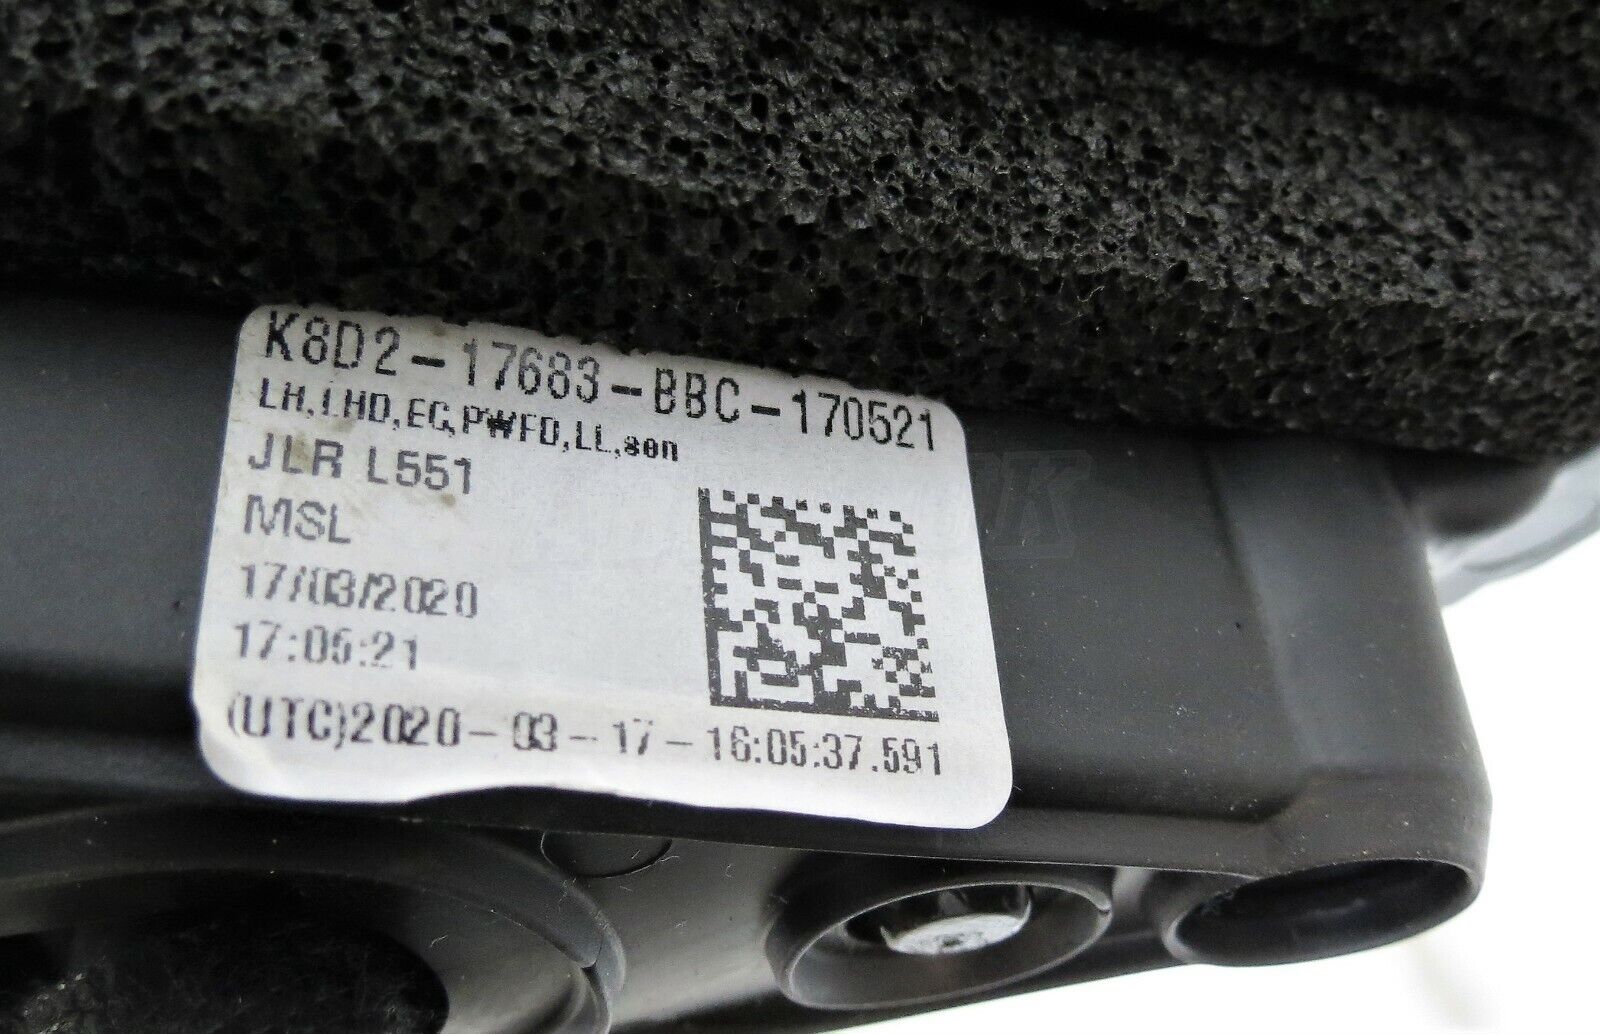 K8D2-17683-BBC-170521
LH,LHD,EC,PWFD,LL,sen
JLR L551
MSL
17/03/2020
17:05:21
(UTC)2020-03-17-16:05:37.591